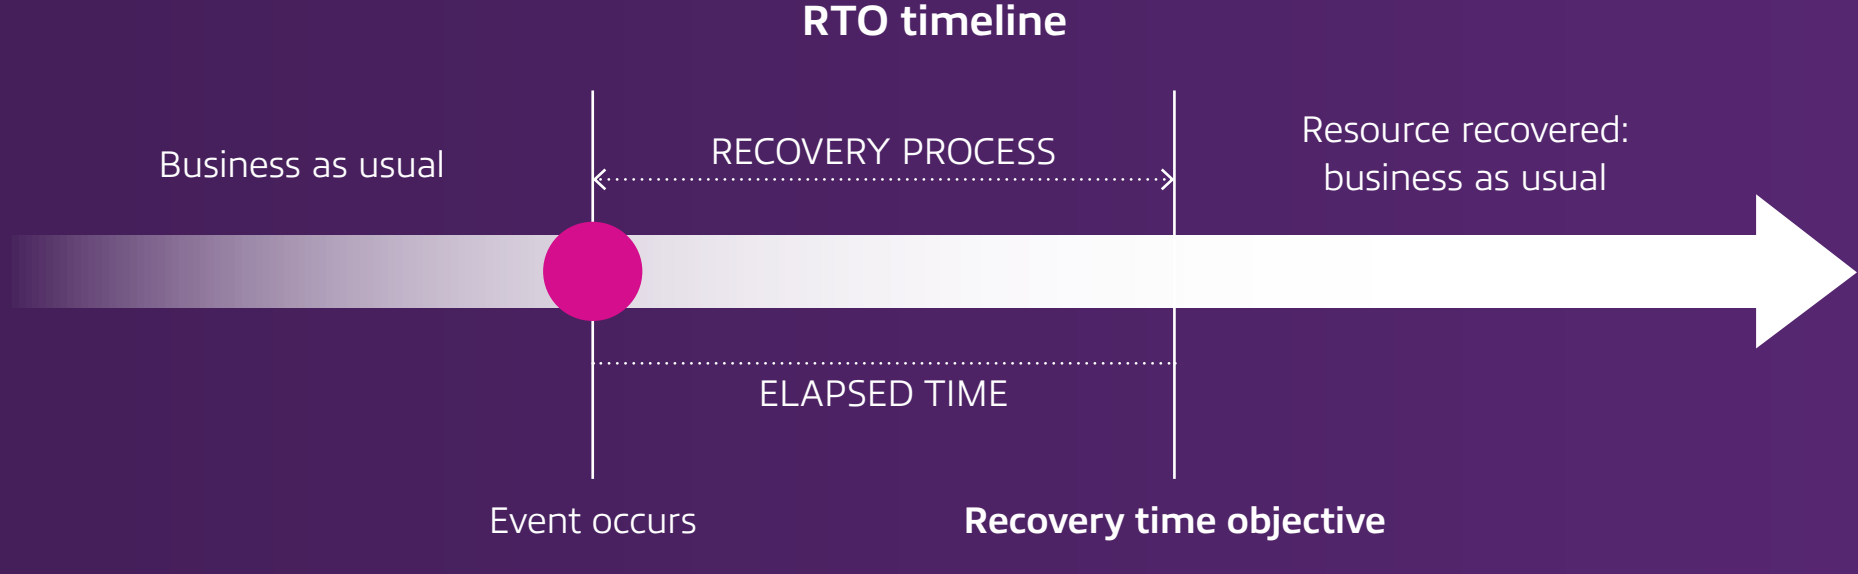 RTO timeline
Business as usual
RECOVERY PROCESS
Resource recovered:
business as usual
ELAPSED TIME
Event occurs
Recovery time objective